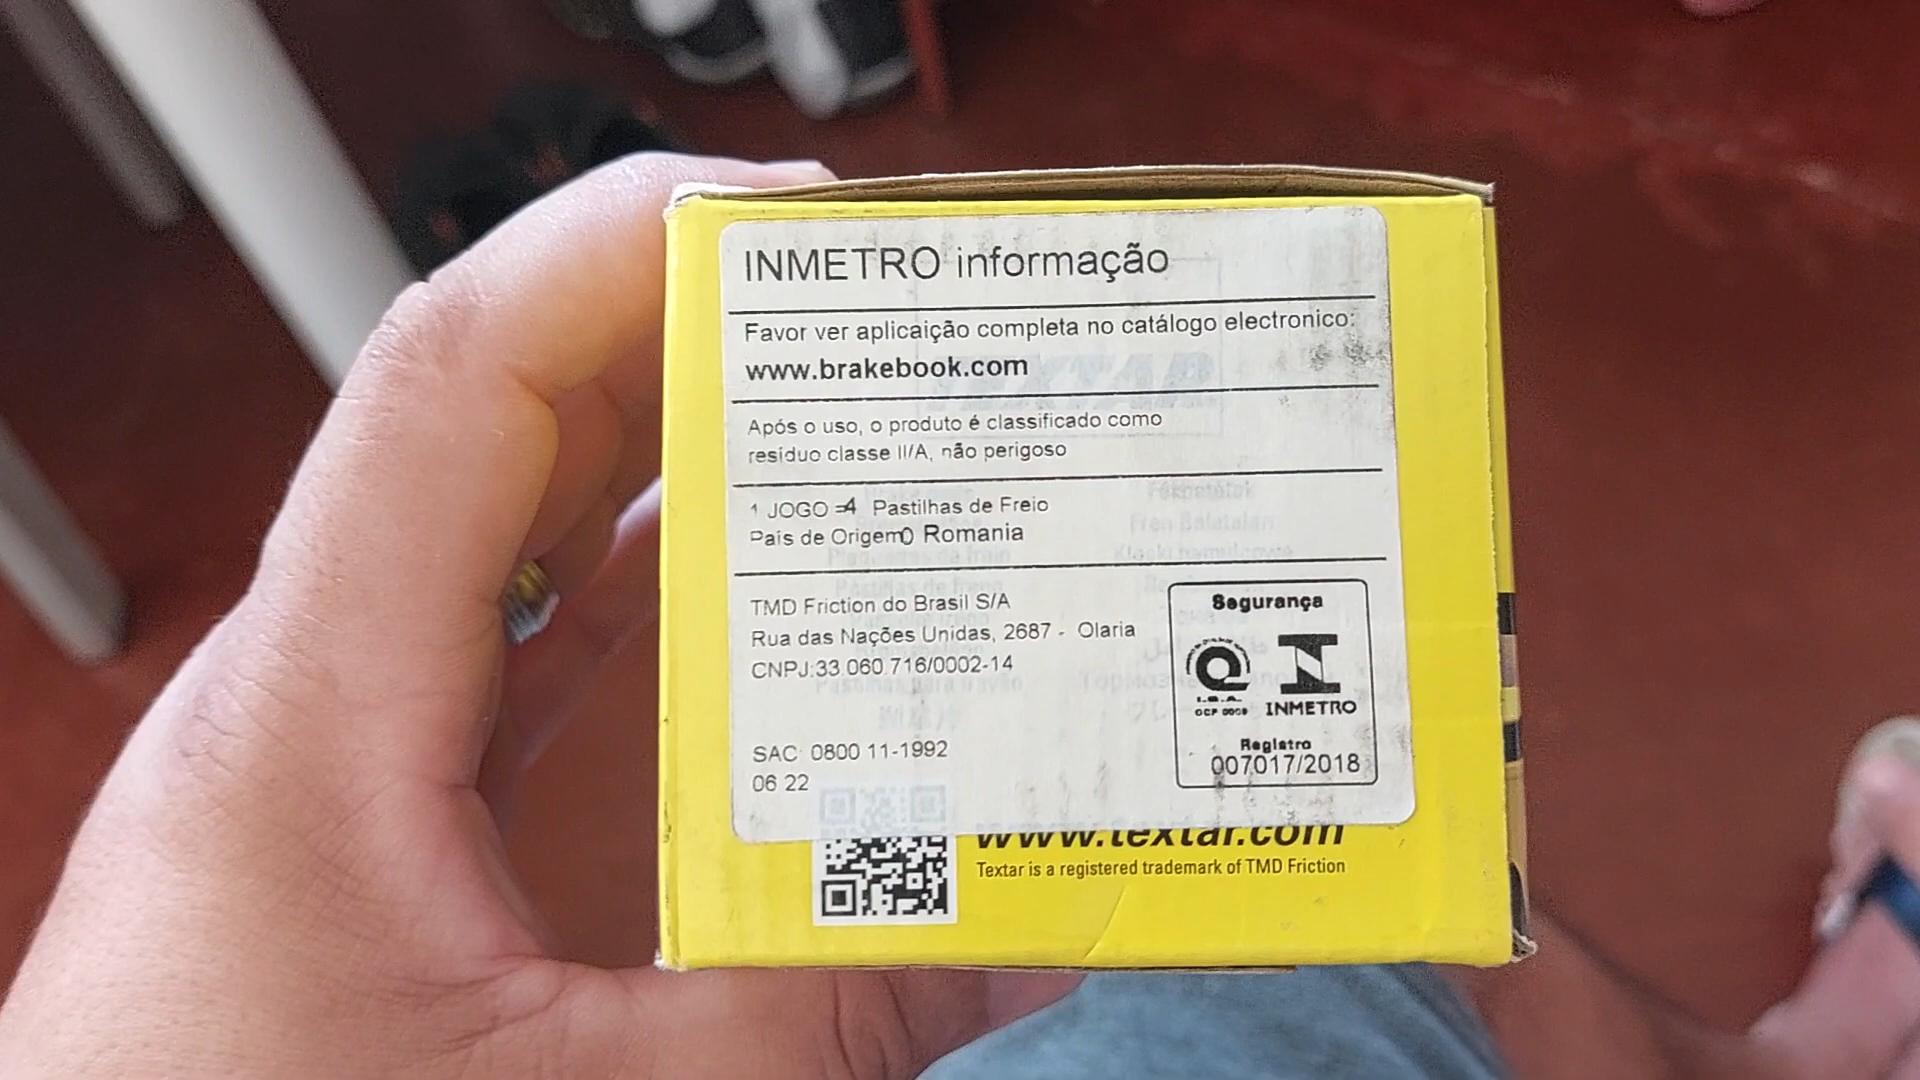 INMETRO informação
Favor ver aplicaição completa no catálogo electronico:
www.brakebook.com
Após o uso, o produto é classificado como
resíduo classe II/A, não perigoso
1 JOGO =4 Pastilhas de Freio
Pais de Origem0 Romania
TMD Friction do Brasil S/A
Rua das Nações Unidas, 2687 - Olaria
CNPJ:33.060.716/0002-14
SAC: 0800 11-1992
06 22
Segurança
I.Q.A.
OCP 0009
INMETRO
Registro
007017/2018
www.textar.com
Textar is a registered trademark of TMD Friction